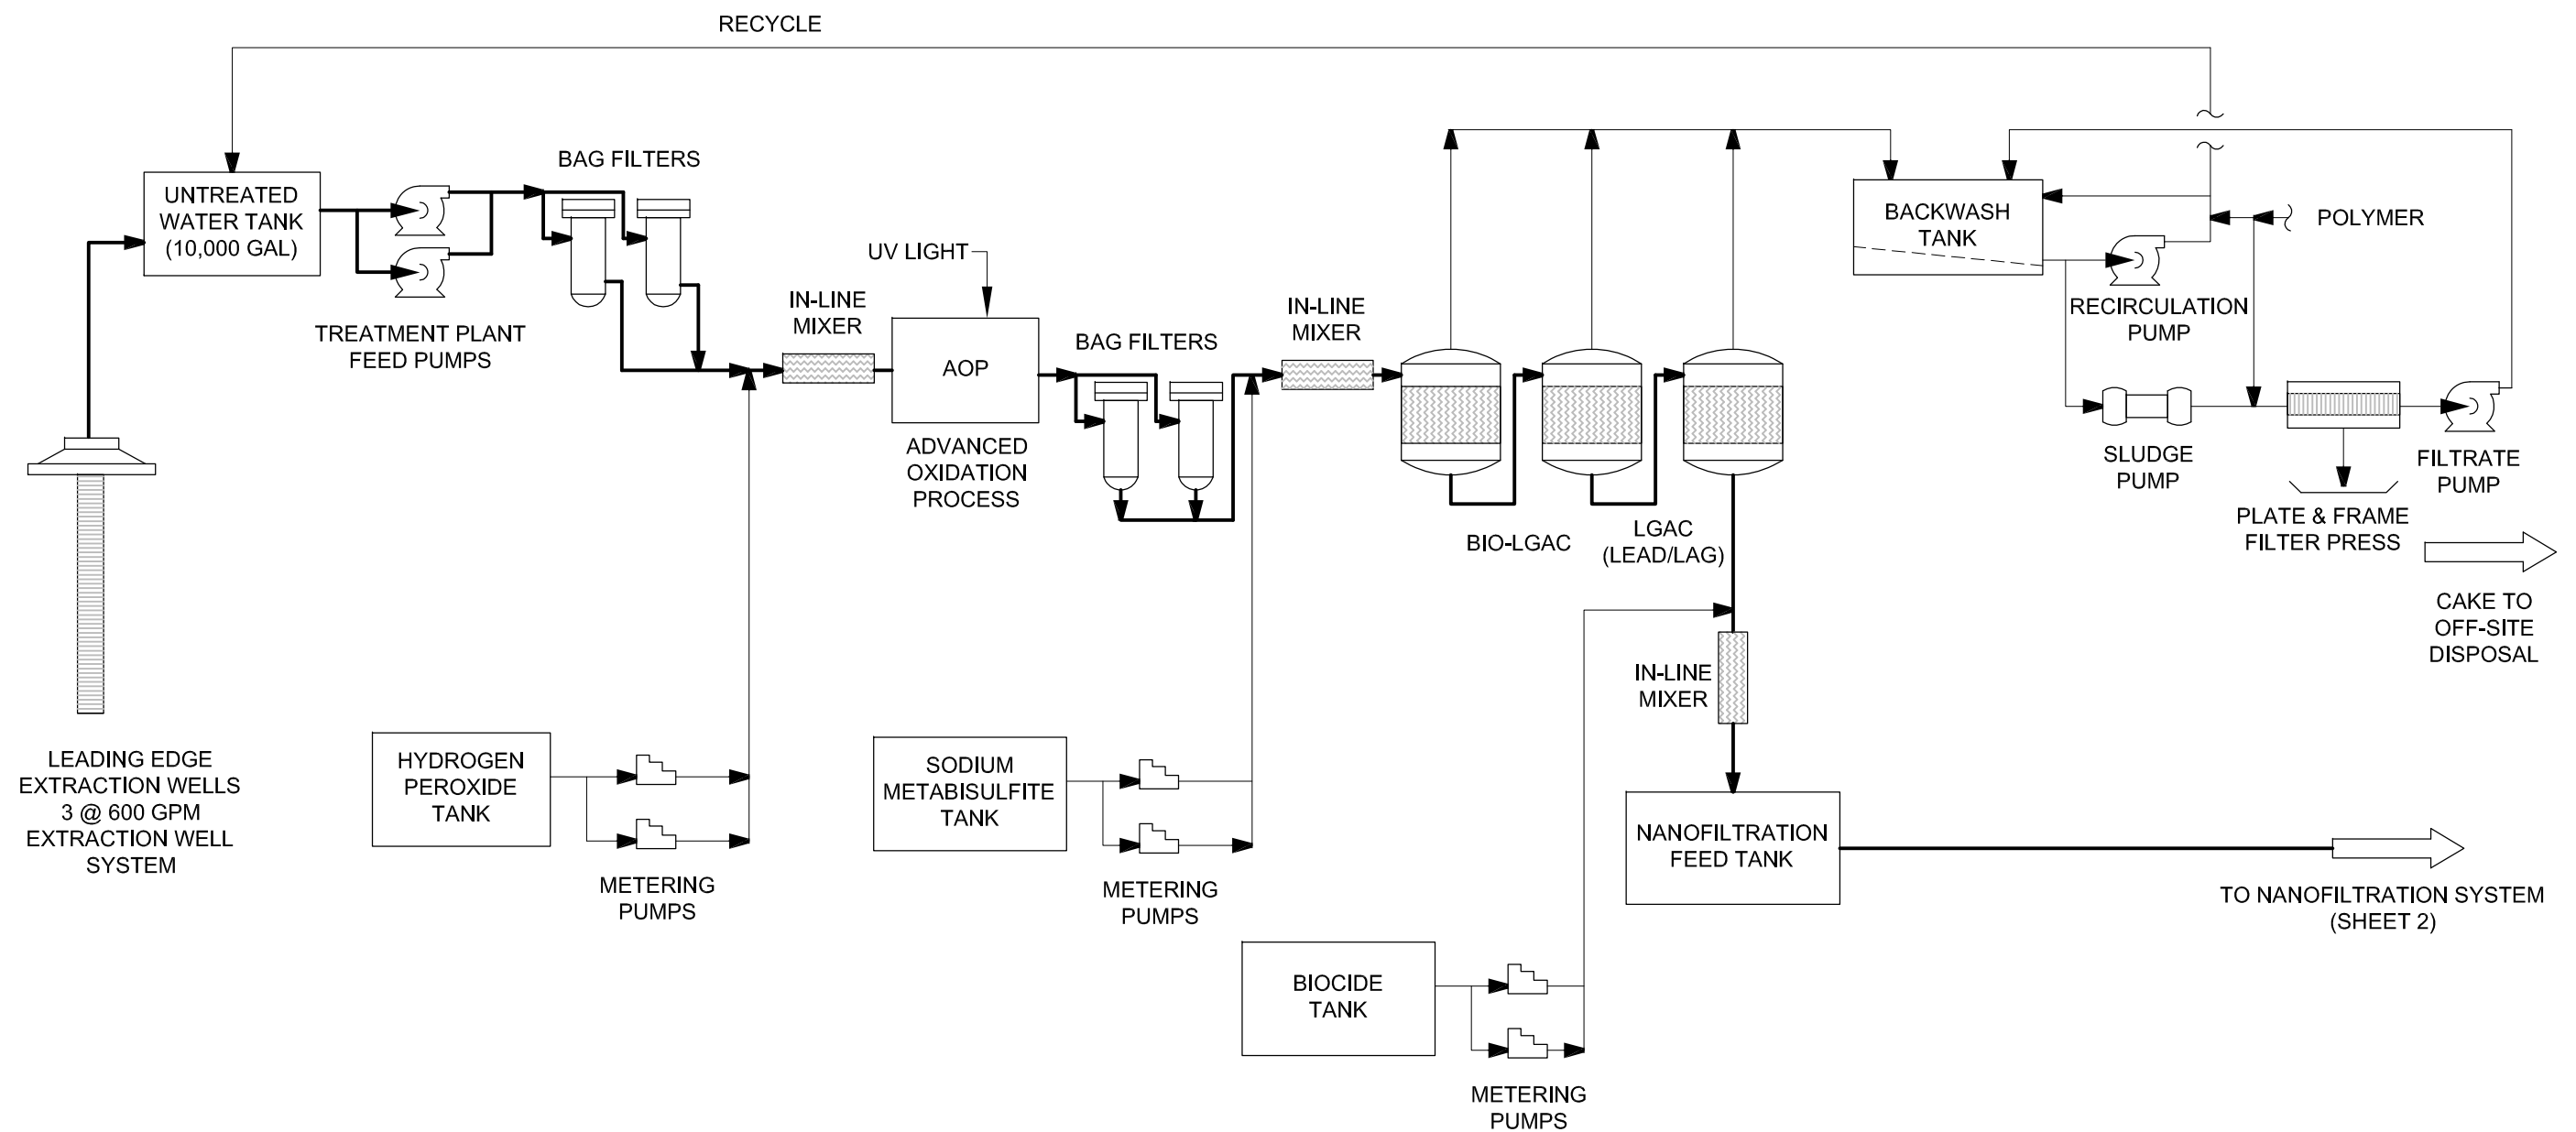 RECYCLE
BAG FILTERS
UNTREATED
WATER TANK
(10,000 GAL)
TREATMENT PLANT
FEED PUMPS
UV LIGHT
IN-LINE
MIXER
AOP
ADVANCED
OXIDATION
PROCESS
BAG FILTERS
IN-LINE
MIXER
BIO-LGAC
LGAC
(LEAD/LAG)
BACKWASH
TANK
POLYMER
RECIRCULATION
PUMP
SLUDGE
PUMP
PLATE & FRAME
FILTER PRESS
FILTRATE
PUMP
CAKE TO
OFF-SITE
DISPOSAL
IN-LINE
MIXER
LEADING EDGE
EXTRACTION WELLS
3 @ 600 GPM
EXTRACTION WELL
SYSTEM
HYDROGEN
PEROXIDE
TANK
METERING
PUMPS
SODIUM
METABISULFITE
TANK
METERING
PUMPS
NANOFILTRATION
FEED TANK
TO NANOFILTRATION SYSTEM
(SHEET 2)
BIOCIDE
TANK
METERING
PUMPS